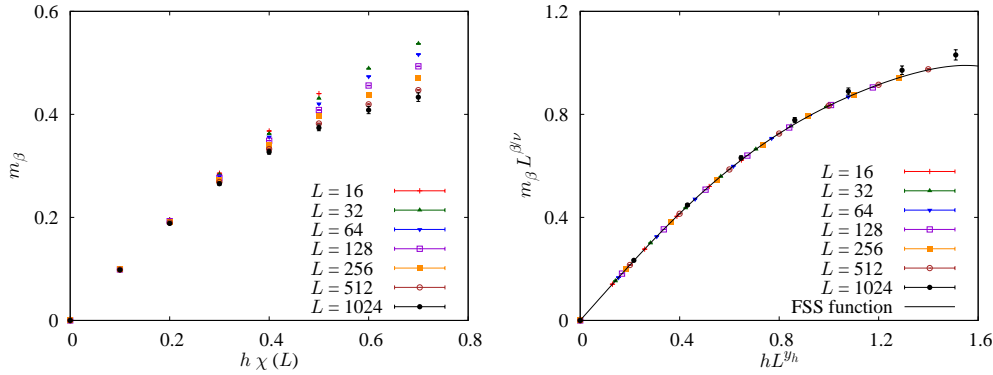 0.6
0.4
0.2
0
m_β
L = 16
L = 32
L = 64
L = 128
L = 256
L = 512
L = 1024
0 0.2 0.4 0.6 0.8
h χ (L)
1.2
0.8
0.4
0
m_β L^{β/ν}
L = 16
L = 32
L = 64
L = 128
L = 256
L = 512
L = 1024
FSS function
0 0.4 0.8 1.2 1.6
hL^{y_h}